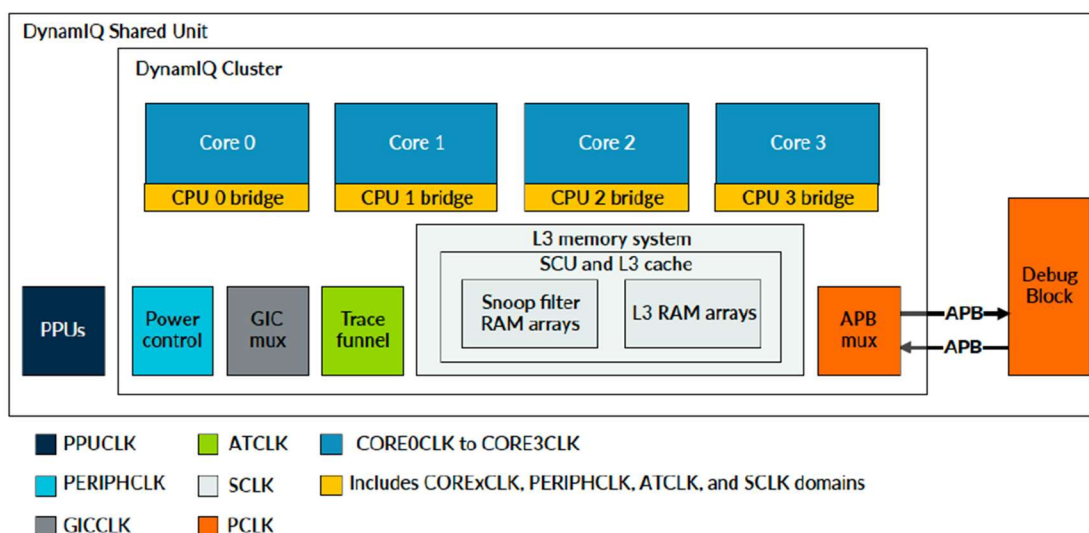 DynamIQ Shared Unit
DynamIQ Cluster
Core 0
Core 1
Core 2
Core 3
CPU 0 bridge
CPU 1 bridge
CPU 2 bridge
CPU 3 bridge
L3 memory system
SCU and L3 cache
Snoop filter
RAM arrays
L3 RAM arrays
PPUs
Power
control
GIC
mux
Trace
funnel
APB
mux
APB
APB
Debug
Block
PPUCLK
ATCLK
CORE0CLK to CORE3CLK
PERIPHCLK
SCLK
Includes CORExCLK, PERIPHCLK, ATCLK, and SCLK domains
GICCLK
PCLK